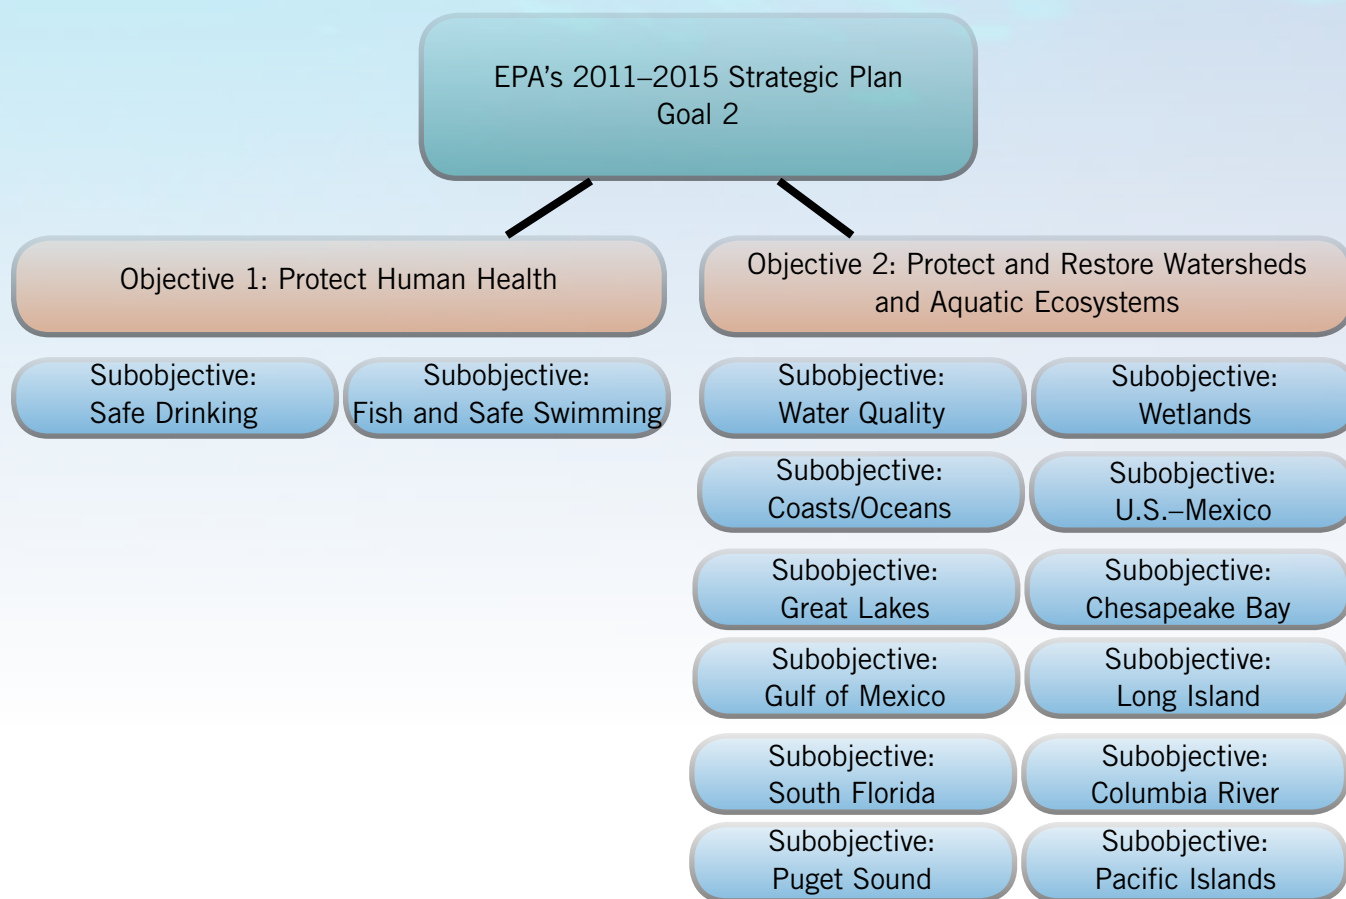 EPA's 2011–2015 Strategic Plan
Goal 2
Objective 1: Protect Human Health
Objective 2: Protect and Restore Watersheds
and Aquatic Ecosystems
Subobjective:
Safe Drinking
Subobjective:
Fish and Safe Swimming
Subobjective:
Water Quality
Subobjective:
Wetlands
Subobjective:
Coasts/Oceans
Subobjective:
U.S.–Mexico
Subobjective:
Great Lakes
Subobjective:
Chesapeake Bay
Subobjective:
Gulf of Mexico
Subobjective:
Long Island
Subobjective:
South Florida
Subobjective:
Columbia River
Subobjective:
Puget Sound
Subobjective:
Pacific Islands